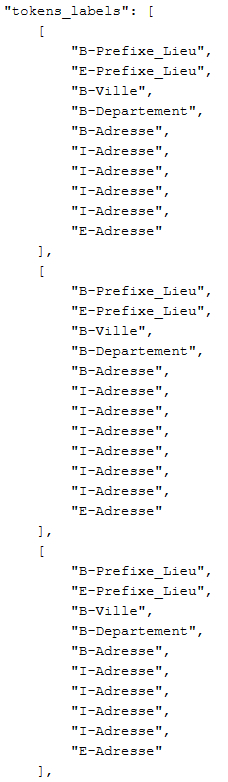 "tokens_labels": [
[
"B-Prefixe_Lieu",
"E-Prefixe_Lieu",
"B-Ville",
"B-Departement",
"B-Adresse",
"I-Adresse",
"I-Adresse",
"I-Adresse",
"I-Adresse",
"E-Adresse"
],
[
"B-Prefixe_Lieu",
"E-Prefixe_Lieu",
"B-Ville",
"B-Departement",
"B-Adresse",
"I-Adresse",
"I-Adresse",
"I-Adresse",
"I-Adresse",
"I-Adresse",
"I-Adresse",
"E-Adresse"
],
[
"B-Prefixe_Lieu",
"E-Prefixe_Lieu",
"B-Ville",
"B-Departement",
"B-Adresse",
"I-Adresse",
"I-Adresse",
"I-Adresse",
"I-Adresse",
"E-Adresse"
],